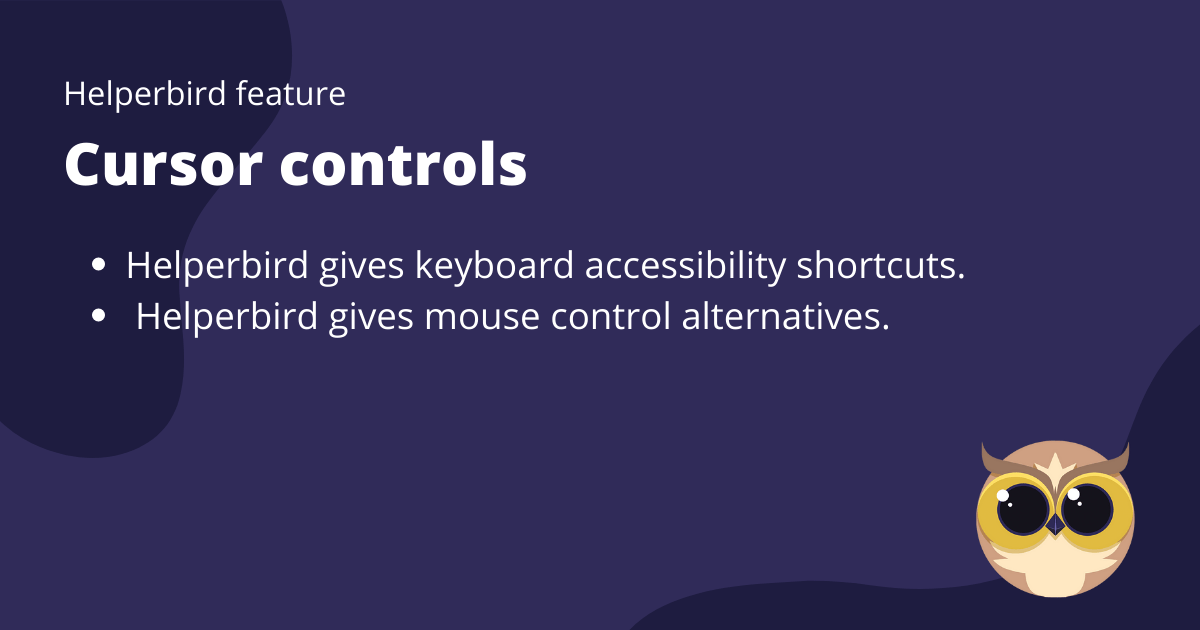 Helperbird feature
Cursor controls
• Helperbird gives keyboard accessibility shortcuts.
• Helperbird gives mouse control alternatives.